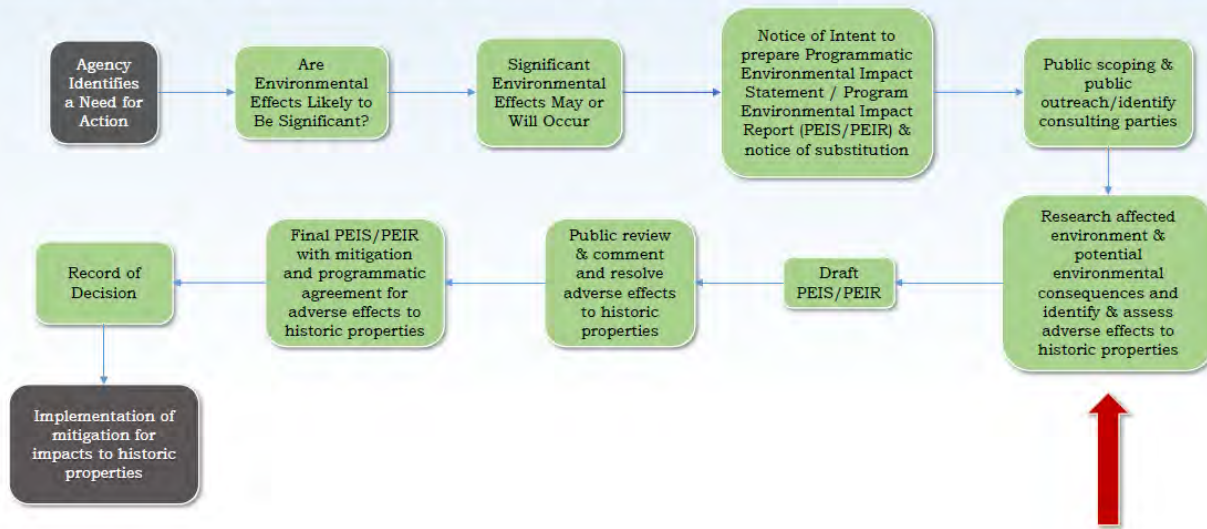 Agency
Identifies
a Need for
Action
Are
Environmental
Effects Likely to
Be Significant?
Significant
Environmental
Effects May or
Will Occur
Notice of Intent to
prepare Programmatic
Environmental Impact
Statement / Program
Environmental Impact
Report (PEIS/PEIR) &
notice of substitution
Public scoping &
public
outreach/identify
consulting parties
Research affected
environment &
potential
environmental
consequences and
identify & assess
adverse effects to
historic properties
Draft
PEIS/PEIR
Public review
& comment
and resolve
adverse effects
to historic
properties
Final PEIS/PEIR
with mitigation
and programmatic
agreement for
adverse effects to
historic properties
Record of
Decision
Implementation of
mitigation for
impacts to historic
properties